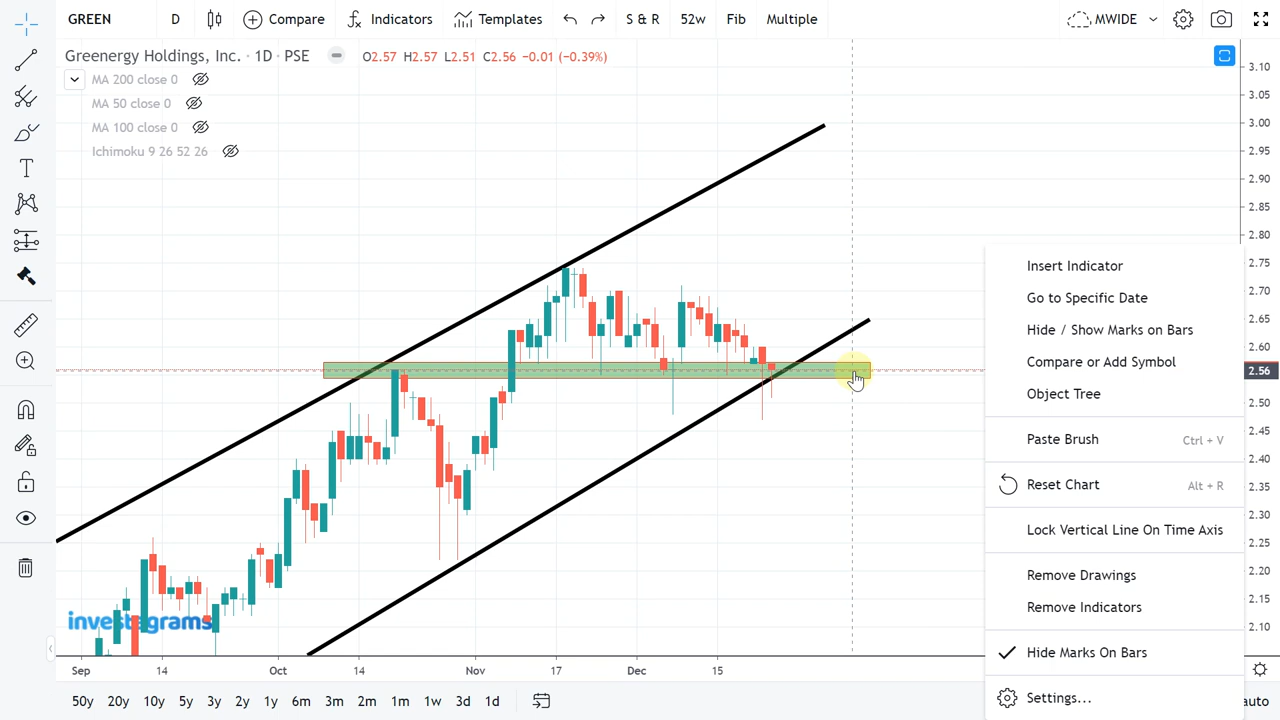 GREEN D Compare Indicators Templates S & R 52w Fib Multiple MWIDE
Greenergy Holdings, Inc. · 1D · PSE O2.57 H2.57 L2.51 C2.56 −0.01 (−0.39%)
MA 200 close 0
MA 50 close 0
MA 100 close 0
Ichimoku 9 26 52 26
3.10
3.05
3.00
2.95
2.90
2.85
2.80
2.75
2.70
2.65
2.60
2.56
2.50
2.45
2.40
2.35
2.30
2.25
2.20
2.15
2.10
Insert Indicator
Go to Specific Date
Hide / Show Marks on Bars
Compare or Add Symbol
Object Tree
Paste Brush Ctrl + V
Reset Chart Alt + R
Lock Vertical Line On Time Axis
Remove Drawings
Remove Indicators
Hide Marks On Bars
Settings...
investagrams
Sep 14 Oct 14 Nov 17 Dec 15
50y 20y 10y 5y 3y 2y 1y 6m 3m 2m 1m 1w 3d 1d auto